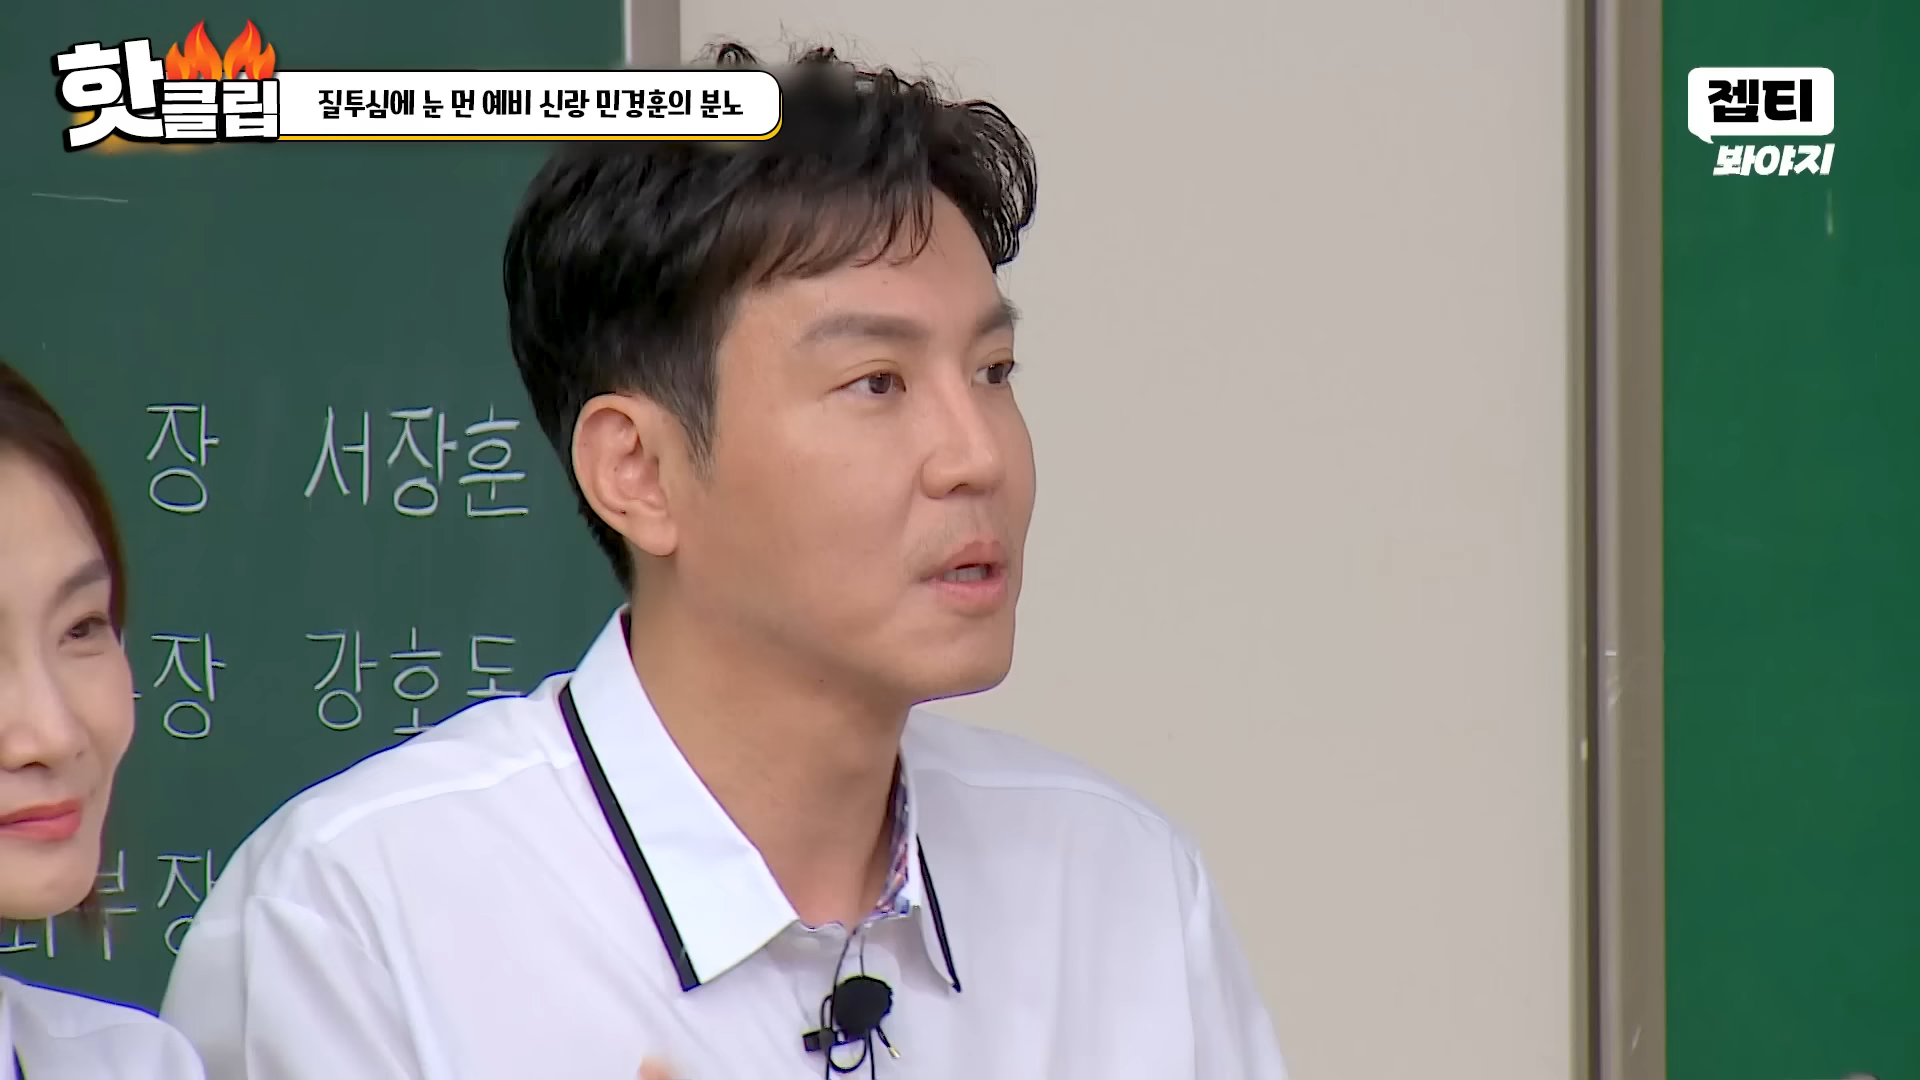 핫클립
질투심에 눈 먼 예비 신랑 민경훈의 분노
젭티
봐야지
장 서장훈
장 강호도
부장